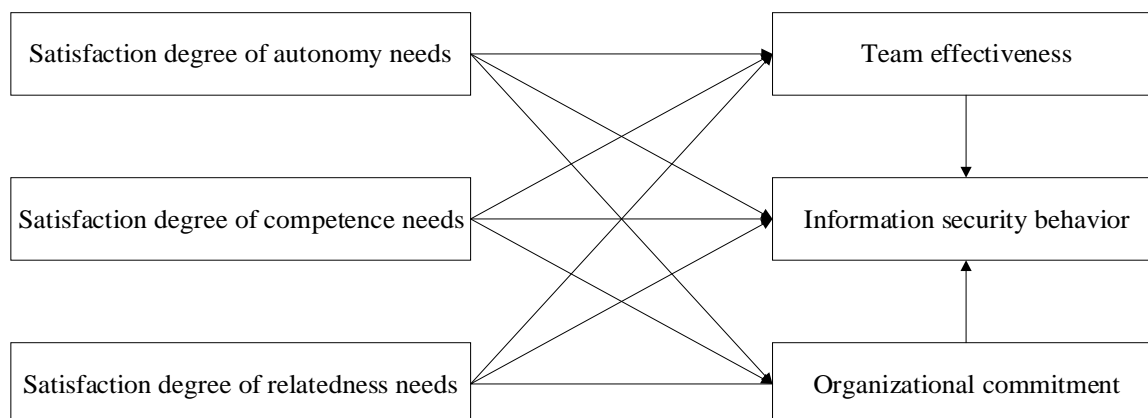 Satisfaction degree of autonomy needs
Team effectiveness
Satisfaction degree of competence needs
Information security behavior
Satisfaction degree of relatedness needs
Organizational commitment